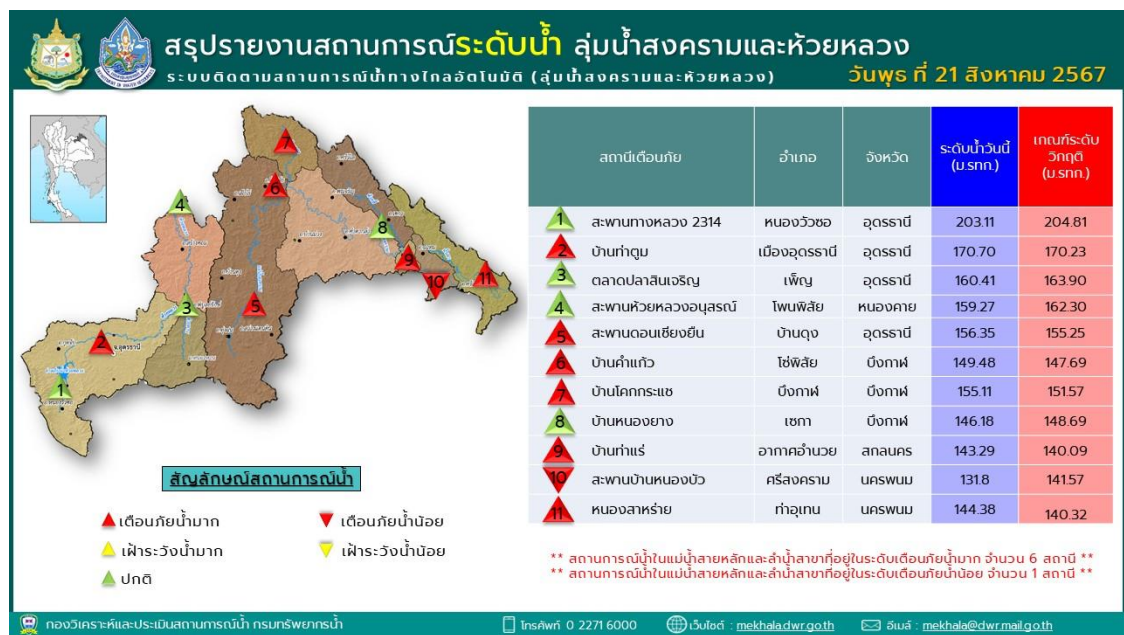 สรุปรายงานสถานการณ์ระดับน้ำ ลุ่มน้ำสงครามและห้วยหลวง
ระบบติดตามสถานการณ์น้ำทางไกลอัตโนมัติ (ลุ่มน้ำสงครามและห้วยหลวง)
วันพุธ ที่ 21 สิงหาคม 2567
สถานีเตือนภัย อำเภอ จังหวัด ระดับน้ำวันนี้ (ม.รทก.) เกณฑ์ระดับวิกฤติ (ม.รทก.)
1 สะพานทางหลวง 2314 หนองวัวซอ อุดรธานี 203.11 204.81
2 บ้านท่าตูม เมืองอุดรธานี อุดรธานี 170.70 170.23
3 ตลาดปลาสินเจริญ เพ็ญ อุดรธานี 160.41 163.90
4 สะพานห้วยหลวงอนุสรณ์ โพนพิสัย หนองคาย 159.27 162.30
5 สะพานดอนเชียงยืน บ้านดุง อุดรธานี 156.35 155.25
6 บ้านคำแก้ว โซ่พิสัย บึงกาฬ 149.48 147.69
7 บ้านโคกกระแซ บึงกาฬ บึงกาฬ 155.11 151.57
8 บ้านหนองยาง เซกา บึงกาฬ 146.18 148.69
9 บ้านท่าแร่ อากาศอำนวย สกลนคร 143.29 140.09
10 สะพานบ้านหนองบัว ศรีสงคราม นครพนม 131.8 141.57
11 หนองสาหร่าย ท่าอุเทน นครพนม 144.38 140.32
7
6
4
8
9
10
11
3
5
2
จ.อุดรธานี
1
สัญลักษณ์สถานการณ์น้ำ
เตือนภัยน้ำมาก เตือนภัยน้ำน้อย
เฝ้าระวังน้ำมาก เฝ้าระวังน้ำน้อย
ปกติ
** สถานการณ์น้ำในแม่น้ำสายหลักและลำน้ำสาขาที่อยู่ในระดับเตือนภัยน้ำมาก จำนวน 6 สถานี **
** สถานการณ์น้ำในแม่น้ำสายหลักและลำน้ำสาขาที่อยู่ในระดับเตือนภัยน้ำน้อย จำนวน 1 สถานี **
กองวิเคราะห์และประเมินสถานการณ์น้ำ กรมทรัพยากรน้ำ โทรศัพท์ 0 2271 6000 เว็บไซต์ : mekhala.dwr.go.th อีเมล์ : mekhala@dwr.mail.go.th